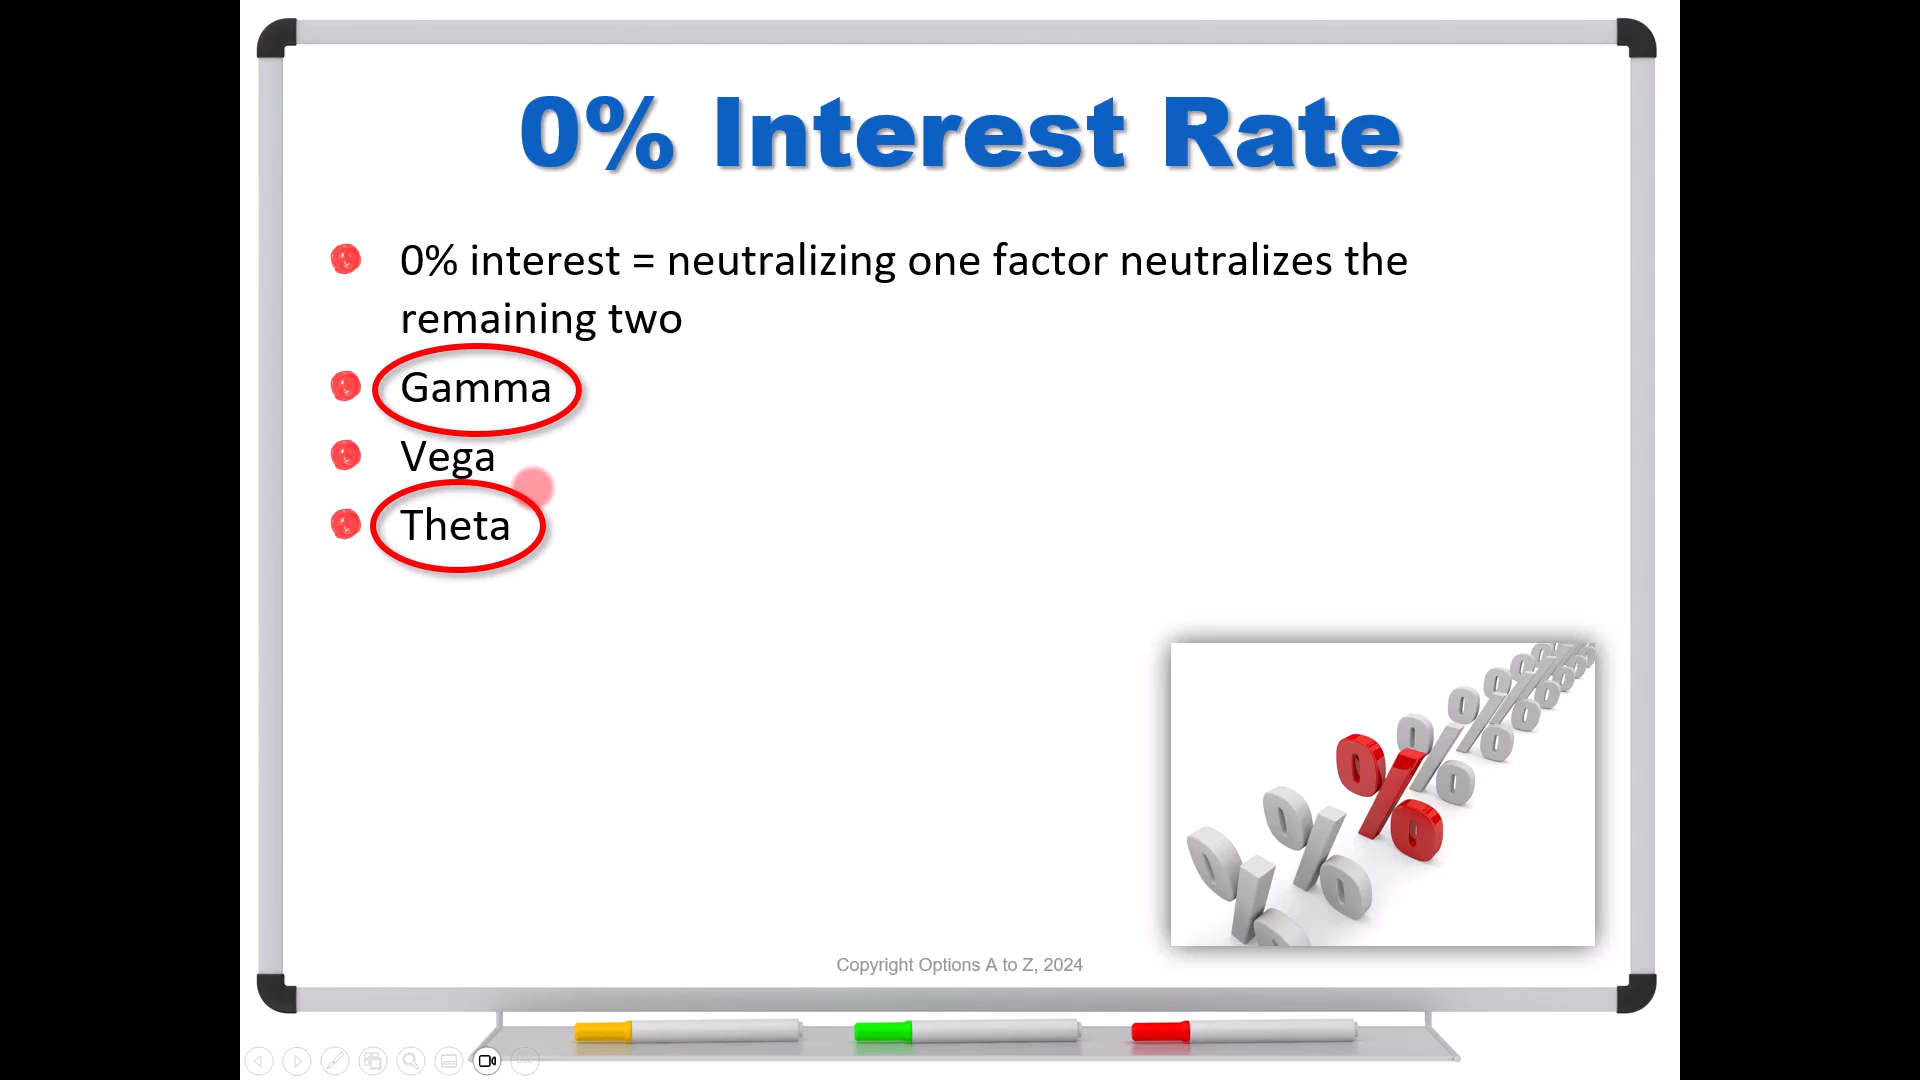 0% Interest Rate
0% interest = neutralizing one factor neutralizes the
remaining two
Gamma
Vega
Theta
Copyright Options A to Z, 2024